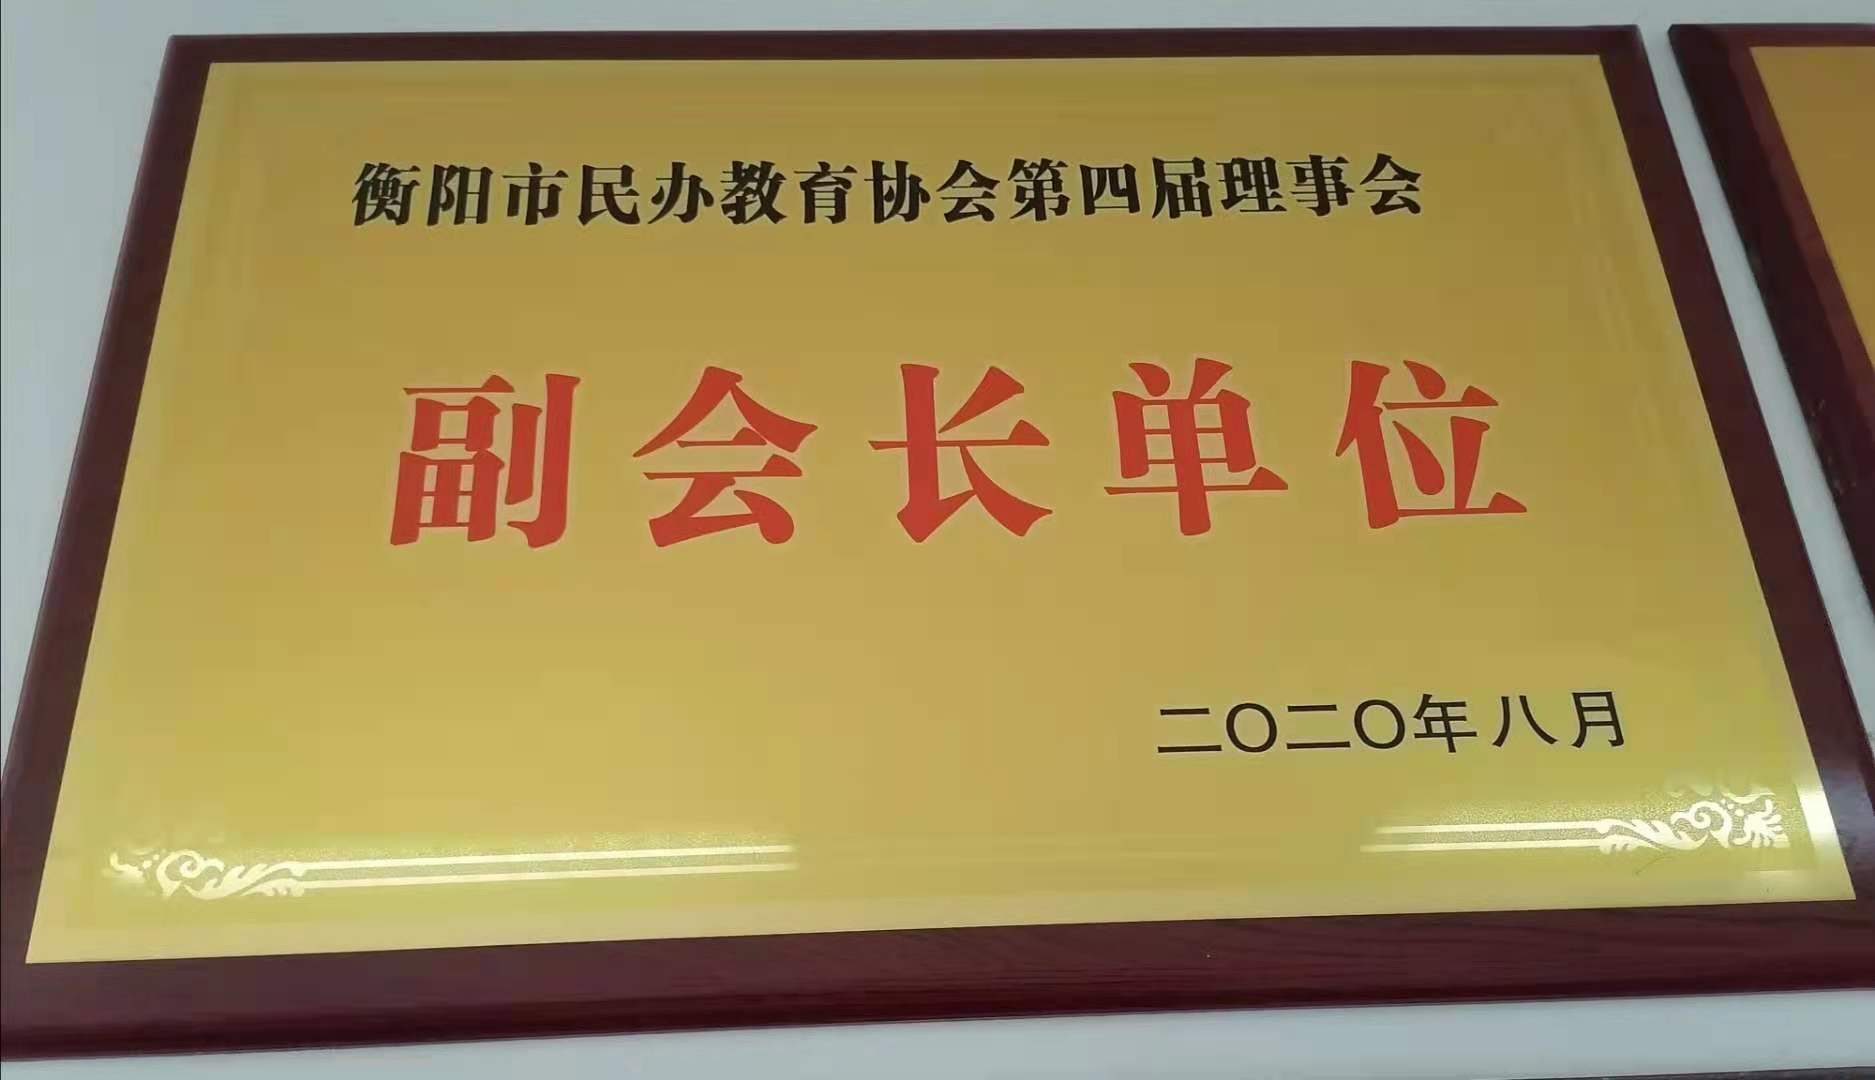 衡阳市民办教育协会第四届理事会
副会长单位
二〇二〇年八月